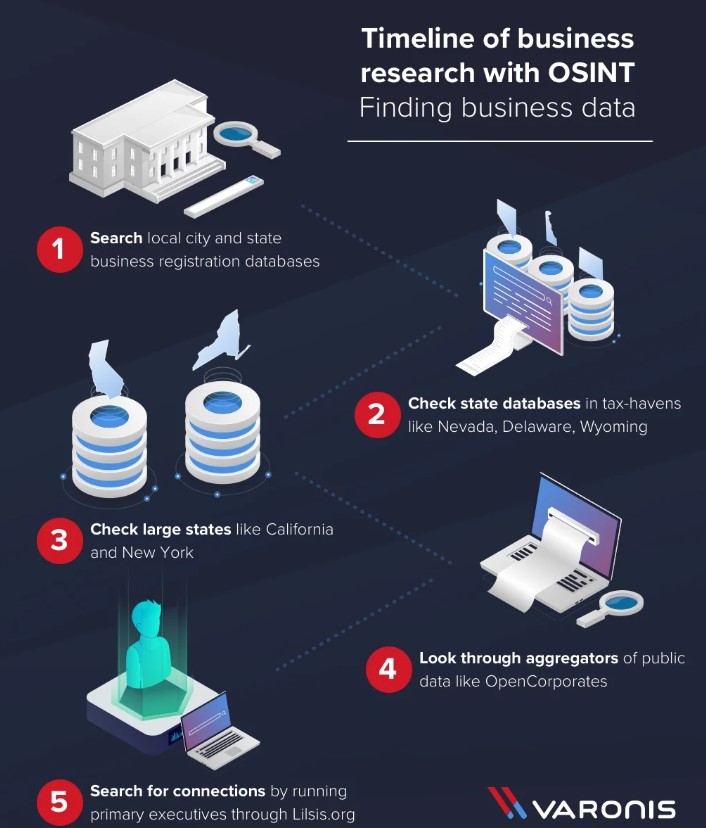 Timeline of business
research with OSINT
Finding business data
1
Search local city and state
business registration databases
2
Check state databases in tax-havens
like Nevada, Delaware, Wyoming
3
Check large states like California
and New York
4
Look through aggregators of public
data like OpenCorporates
5
Search for connections by running
primary executives through Lilsis.org
VARONIS